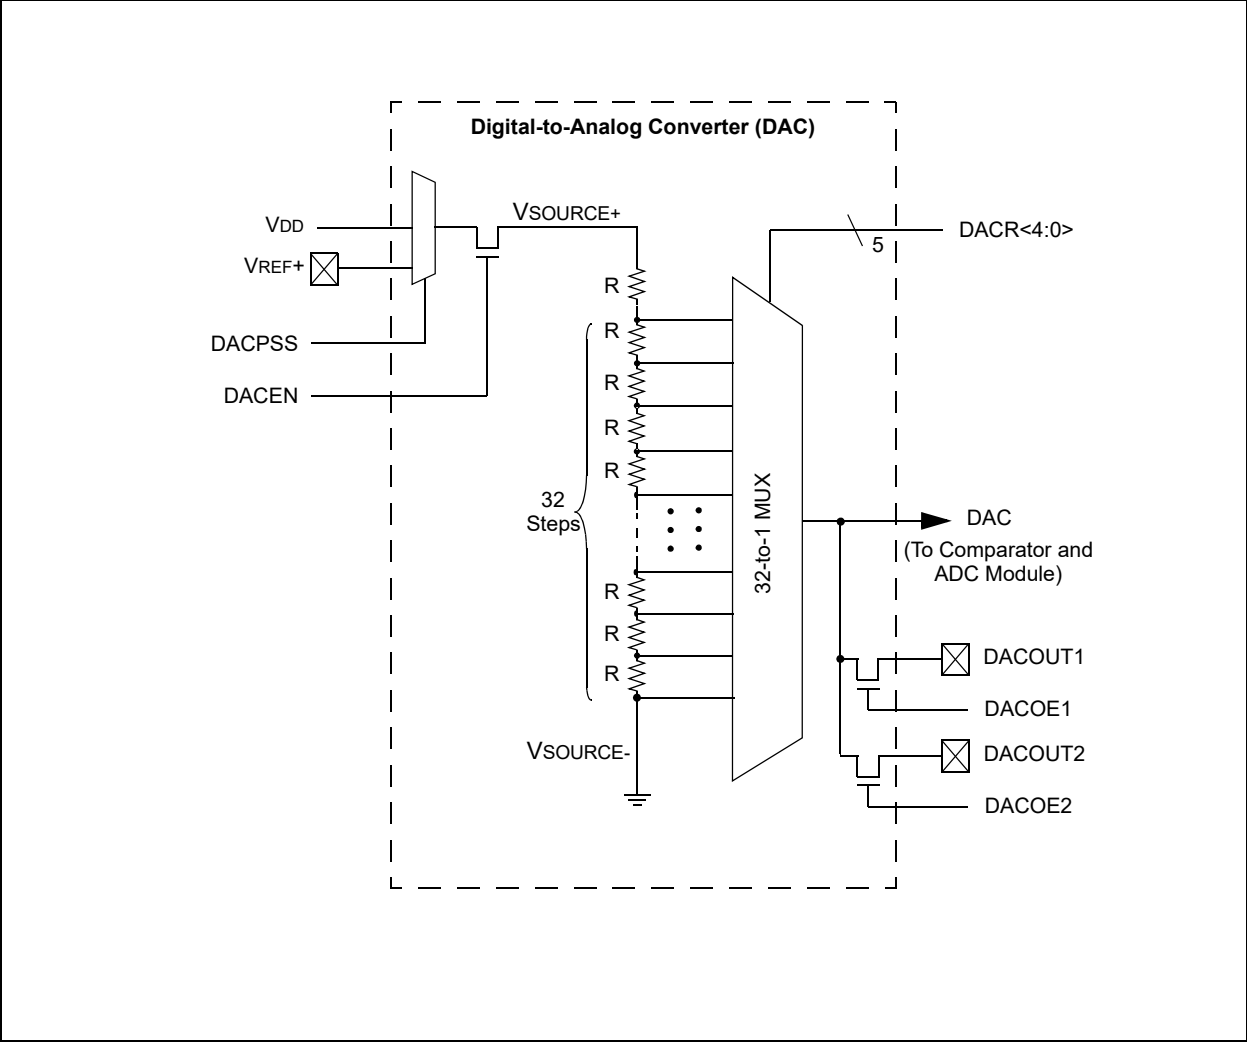 Digital-to-Analog Converter (DAC)
VDD
VREF+
DACPSS
DACEN
VSOURCE+
R
R
R
R
R
32
Steps
R
R
R
VSOURCE-
32-to-1 MUX
5
DACR<4:0>
DAC
(To Comparator and
ADC Module)
DACOUT1
DACOE1
DACOUT2
DACOE2